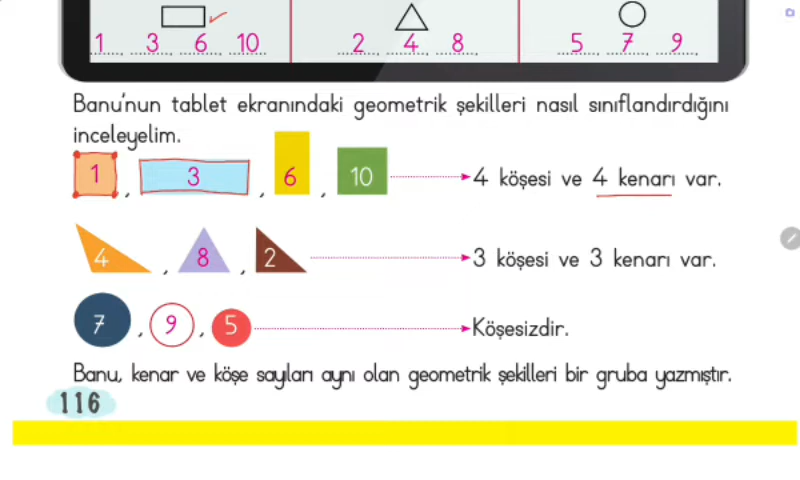 1 3 6 10 2 4 8 5 7 9
Banu'nun tablet ekranındaki geometrik şekilleri nasıl sınıflandırdığını
inceleyelim.
1, 3, 6, 10 4 köşesi ve 4 kenarı var.
4, 8, 2 3 köşesi ve 3 kenarı var.
7, 9, 5 Köşesizdir.
Banu, kenar ve köşe sayıları aynı olan geometrik şekilleri bir gruba yazmıştır.
116